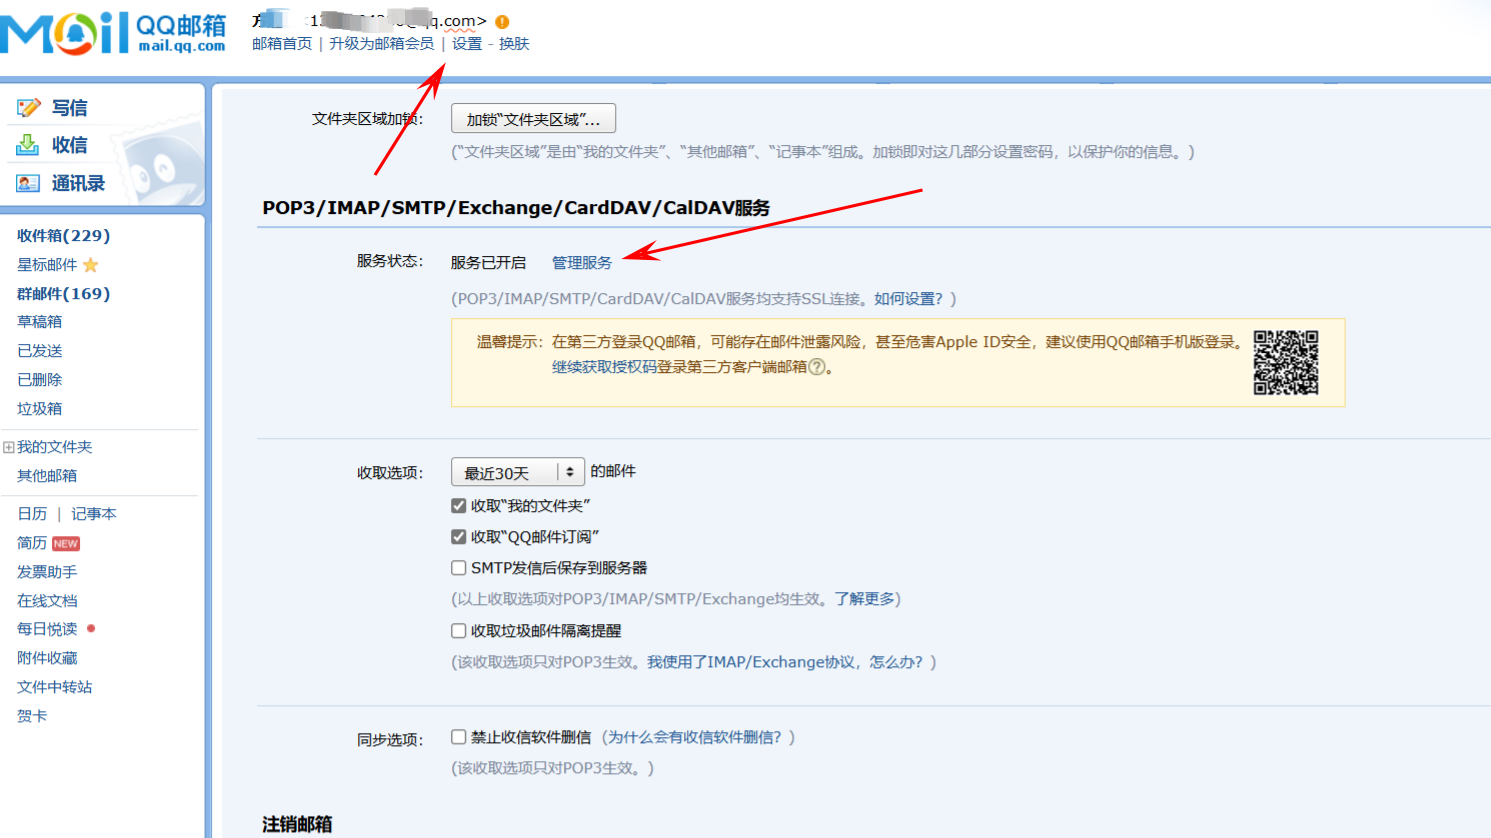 Mail QQ邮箱
mail.qq.com
q.com>
邮箱首页 | 升级为邮箱会员 | 设置 - 换肤
写信
收信
通讯录
收件箱(229)
星标邮件
群邮件(169)
草稿箱
已发送
已删除
垃圾箱
我的文件夹
其他邮箱
日历 | 记事本
简历 NEW
发票助手
在线文档
每日悦读
附件收藏
文件中转站
贺卡
文件夹区域加锁：
加锁“文件夹区域”...
(“文件夹区域”是由“我的文件夹”、“其他邮箱”、“记事本”组成。加锁即对这几部分设置密码，以保护你的信息。)
POP3/IMAP/SMTP/Exchange/CardDAV/CalDAV服务
服务状态： 服务已开启 管理服务
(POP3/IMAP/SMTP/CardDAV/CalDAV服务均支持SSL连接。如何设置？)
温馨提示：在第三方登录QQ邮箱，可能存在邮件泄露风险，甚至危害Apple ID安全，建议使用QQ邮箱手机版登录。
继续获取授权码登录第三方客户端邮箱?。
收取选项： 最近30天 的邮件
收取“我的文件夹”
收取“QQ邮件订阅”
SMTP发信后保存到服务器
(以上收取选项对POP3/IMAP/SMTP/Exchange均生效。了解更多)
收取垃圾邮件隔离提醒
(该收取选项只对POP3生效。我使用了IMAP/Exchange协议，怎么办？)
同步选项： 禁止收信软件删信 (为什么会有收信软件删信？)
(该收取选项只对POP3生效。)
注销邮箱